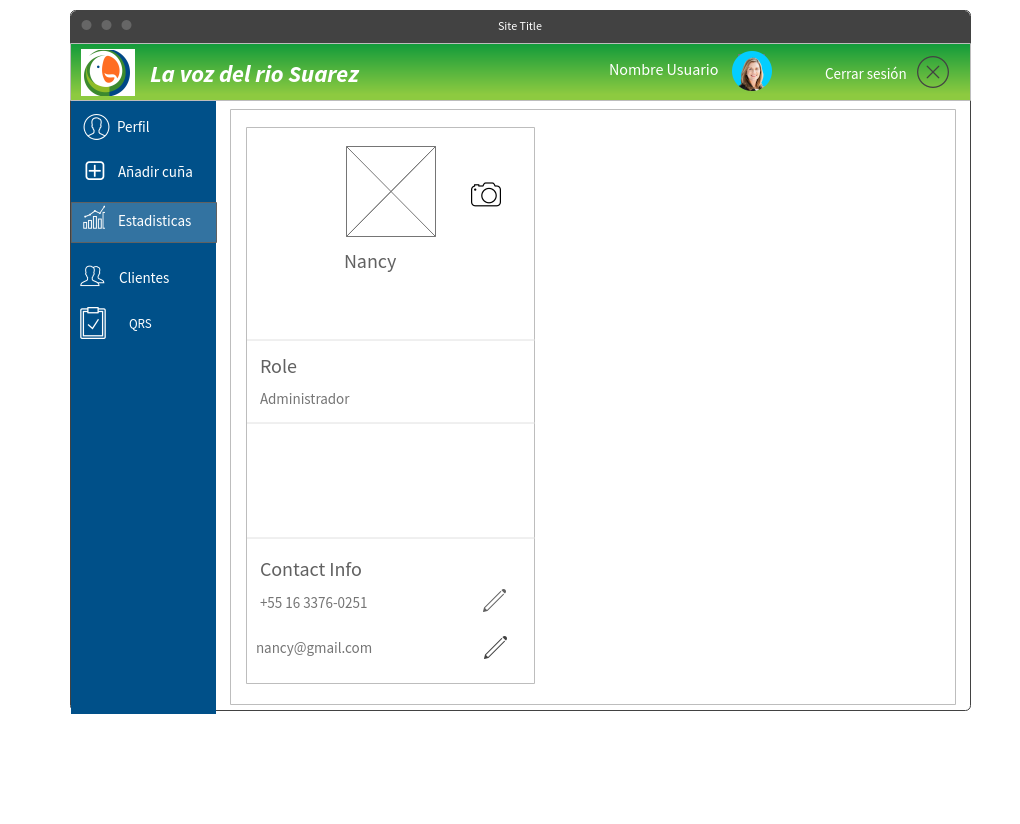 Site Title
La voz del rio Suarez
Nombre Usuario
Cerrar sesión
Perfil
Añadir cuña
Estadisticas
Clientes
QRS
Nancy
Role
Administrador
Contact Info
+55 16 3376-0251
nancy@gmail.com